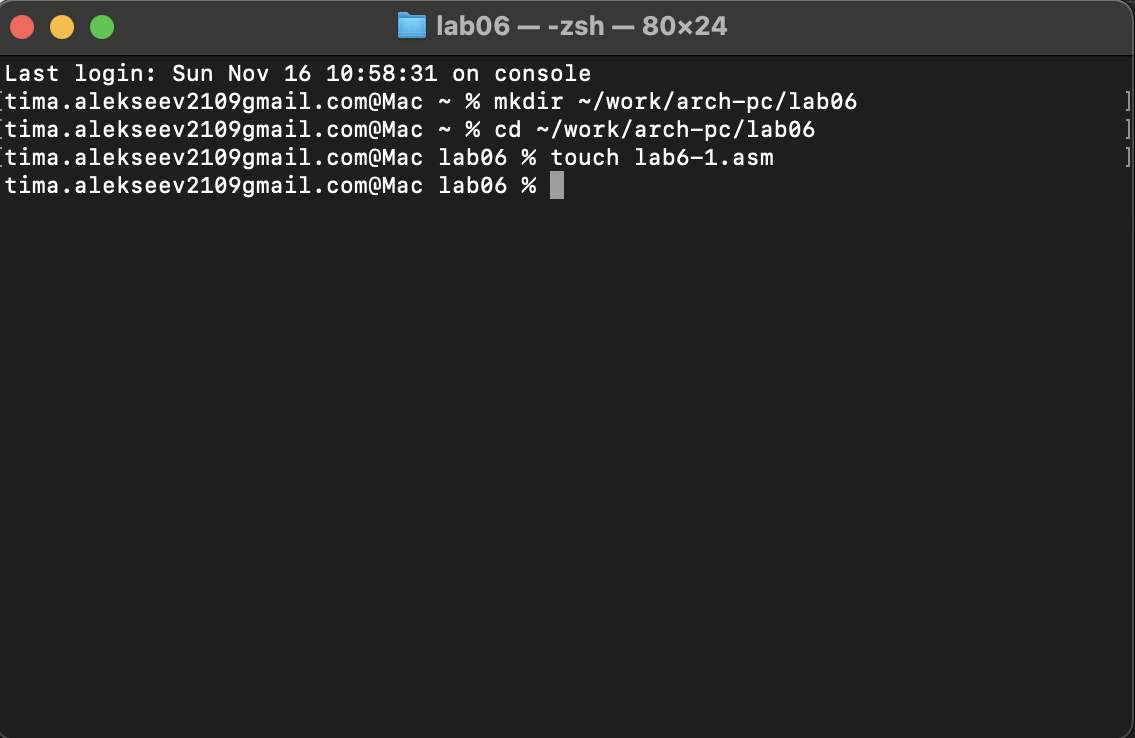 lab06 — -zsh — 80×24
Last login: Sun Nov 16 10:58:31 on console
[tima.alekseev2109gmail.com@Mac ~ % mkdir ~/work/arch-pc/lab06 ]
[tima.alekseev2109gmail.com@Mac ~ % cd ~/work/arch-pc/lab06 ]
[tima.alekseev2109gmail.com@Mac lab06 % touch lab6-1.asm ]
tima.alekseev2109gmail.com@Mac lab06 %